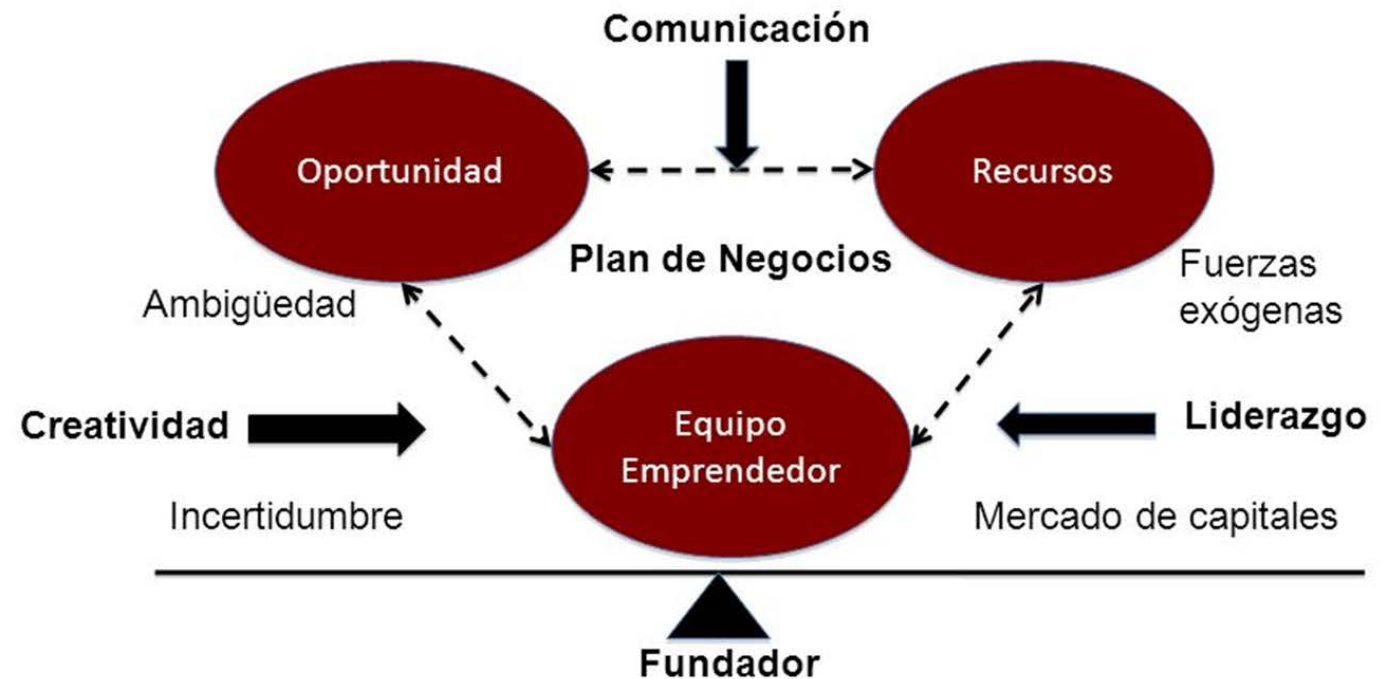 Comunicación
Oportunidad
Recursos
Plan de Negocios
Fuerzas
exógenas
Ambigüedad
Creatividad
Equipo
Emprendedor
Liderazgo
Incertidumbre
Mercado de capitales
Fundador